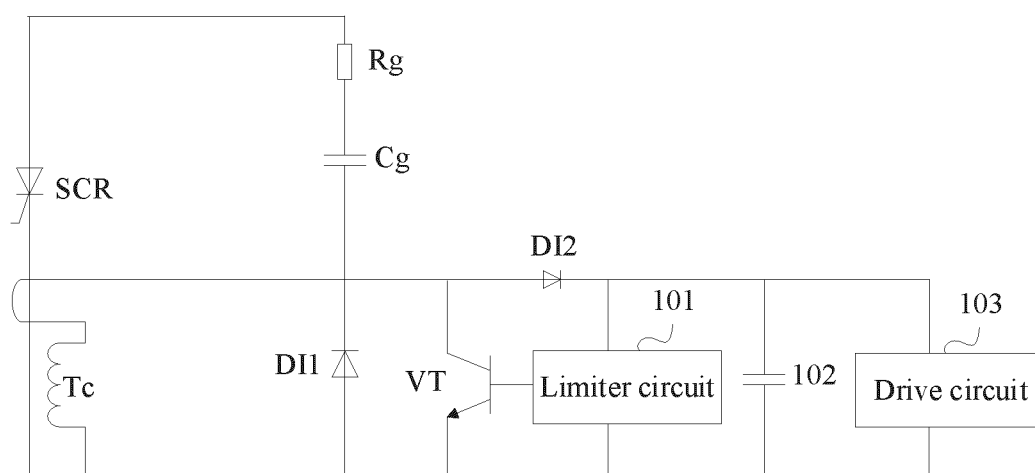 Rg
Cg
SCR
DI2
101
103
Tc
DI1
VT
Limiter circuit
102
Drive circuit